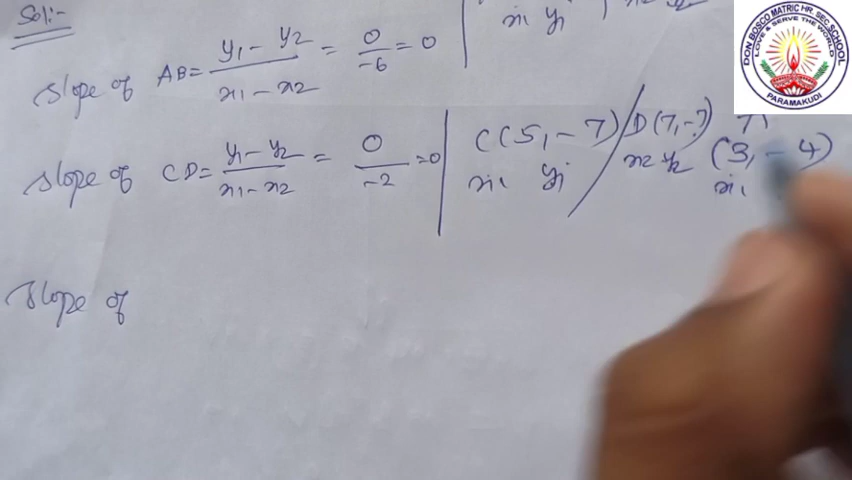 Sol:-
Slope of AB = y1 - y2 / x1 - x2 = 0 / -6 = 0
x1 y1
Slope of CD = y1 - y2 / x1 - x2 = 0 / -2 = 0
C(5, -7) / D(7, -7)
x1 y1 x2 y2
(3, -4)
x1
Slope of
DON BOSCO MATRIC HR. SEC SCHOOL
LOVE & SERVE THE WORLD
PARAMAKUDI